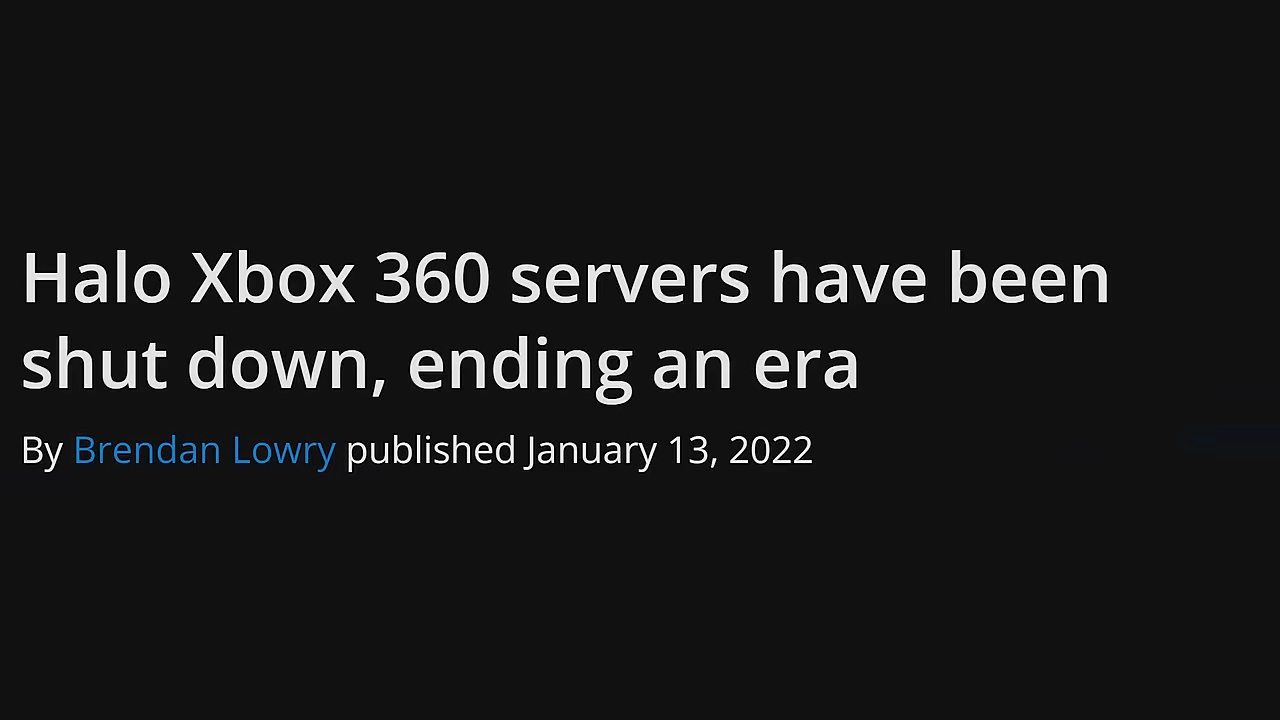 Halo Xbox 360 servers have been
shut down, ending an era
By Brendan Lowry published January 13, 2022